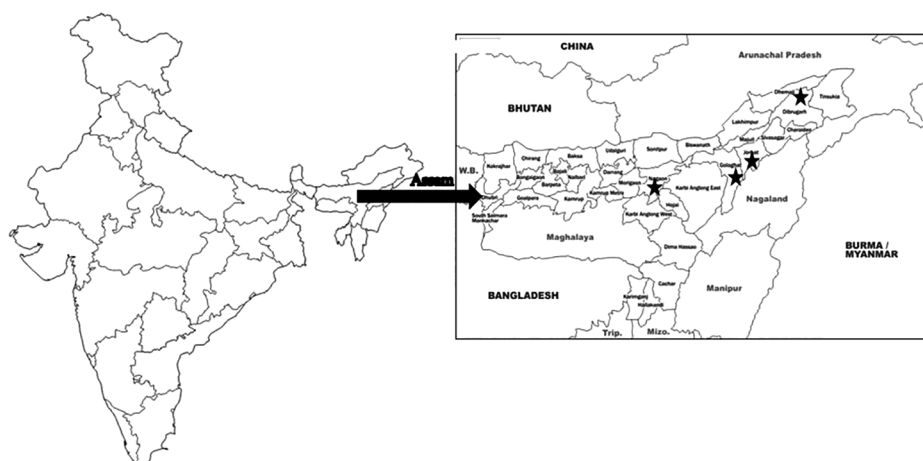 Assam
CHINA
Arunachal Pradesh
BHUTAN
Dhemaji
Tinsukia
Dibrugarh
Lakhimpur
Charaideo
Majuli
Sivasagar
Jorhat
Biswanath
Sonitpur
Udalguri
Baksa
Chirang
Kokrajhar
W.B.
Golaghat
Darrang
Bajali
Nalbari
Bongaigaon
Barpeta
Morigaon
Nagaon
Karbi Anglong East
Kamrup Metro
Kamrup
Goalpara
Dhubri
Nagaland
Hojai
Karbi Anglong West
South Salmara
Mankachar
Maghalaya
Dima Hassao
BURMA /
MYANMAR
Cachar
Manipur
BANGLADESH
Karimganj
Hailakandi
Trip.
Mizo.